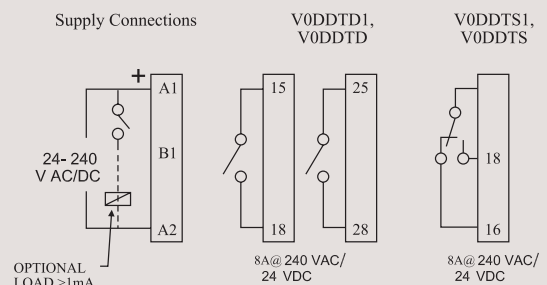 Supply Connections
V0DDTD1,
V0DDTD
V0DDTS1,
V0DDTS
+
A1
B1
A2
24- 240
V AC/DC
OPTIONAL
LOAD >1mA
15
18
25
28
8A@ 240 VAC/
24 VDC
18
16
8A@ 240 VAC/
24 VDC